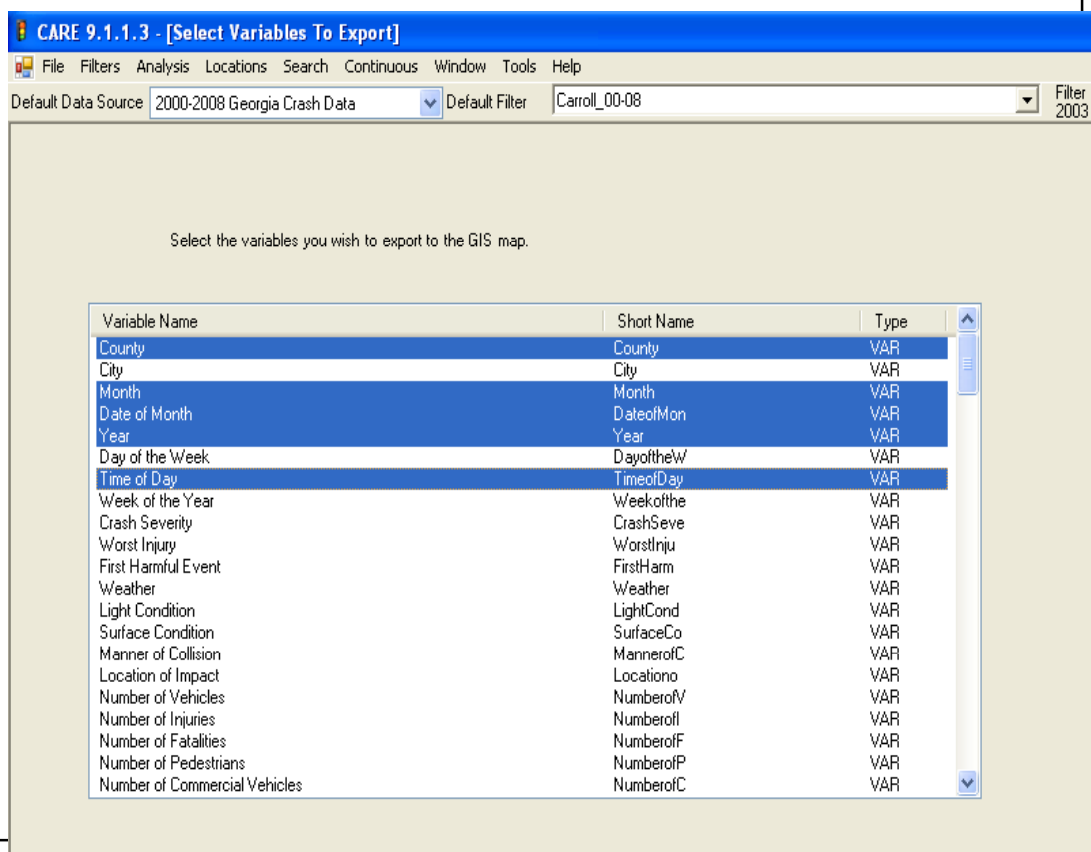 CARE 9.1.1.3 - [Select Variables To Export]
File Filters Analysis Locations Search Continuous Window Tools Help
Default Data Source 2000-2008 Georgia Crash Data Default Filter Carroll_00-08 Filter
2003
Select the variables you wish to export to the GIS map.
Variable Name Short Name Type
County County VAR
City City VAR
Month Month VAR
Date of Month DateofMon VAR
Year Year VAR
Day of the Week DayoftheW VAR
Time of Day TimeofDay VAR
Week of the Year Weekofthe VAR
Crash Severity CrashSeve VAR
Worst Injury WorstInju VAR
First Harmful Event FirstHarm VAR
Weather Weather VAR
Light Condition LightCond VAR
Surface Condition SurfaceCo VAR
Manner of Collision MannerofC VAR
Location of Impact Locationo VAR
Number of Vehicles NumberofV VAR
Number of Injuries NumberofI VAR
Number of Fatalities NumberofF VAR
Number of Pedestrians NumberofP VAR
Number of Commercial Vehicles NumberofC VAR